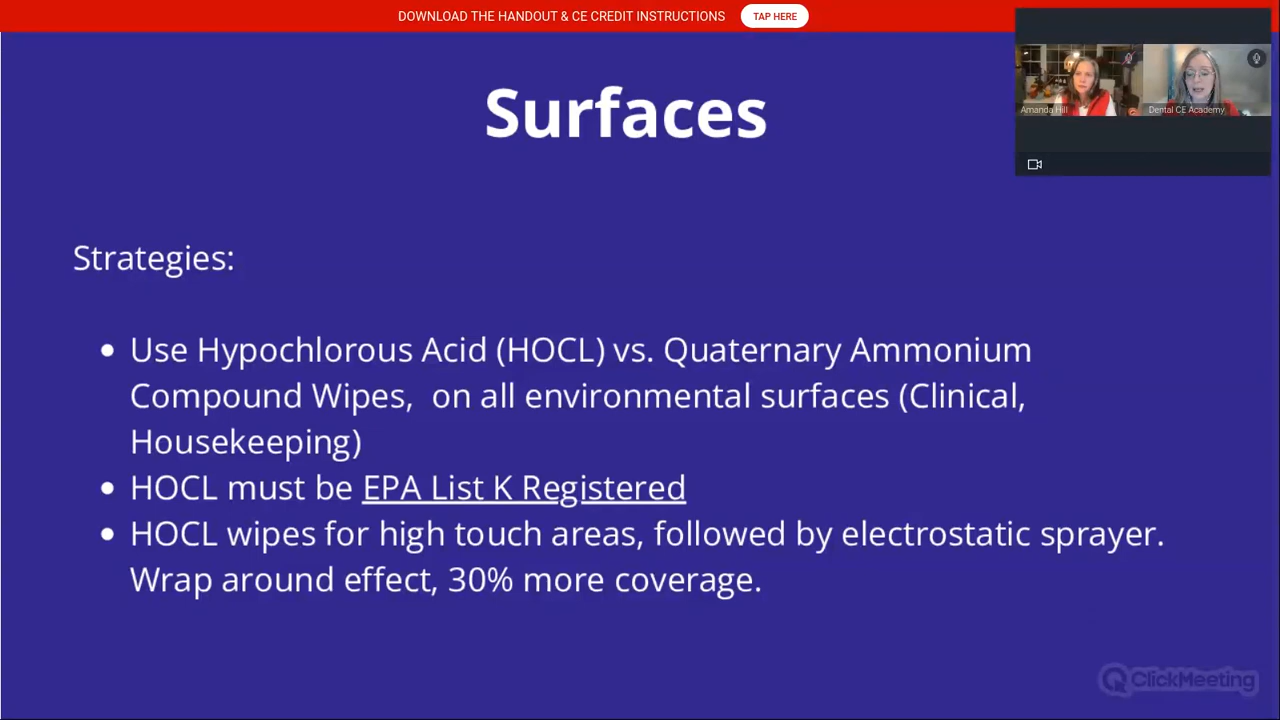 DOWNLOAD THE HANDOUT & CE CREDIT INSTRUCTIONS
TAP HERE
Amanda Hill
Dental CE Academy
Surfaces
Strategies:
• Use Hypochlorous Acid (HOCL) vs. Quaternary Ammonium
Compound Wipes, on all environmental surfaces (Clinical,
Housekeeping)
• HOCL must be EPA List K Registered
• HOCL wipes for high touch areas, followed by electrostatic sprayer.
Wrap around effect, 30% more coverage.
ClickMeeting